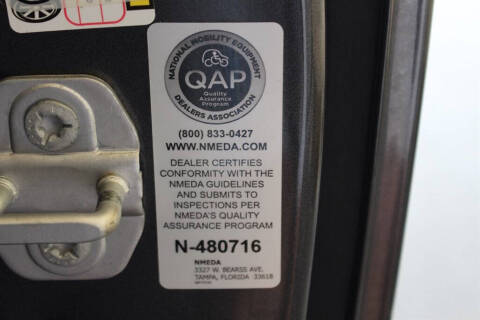 NATIONAL MOBILITY EQUIPMENT
QAP
Quality
Assurance
Program
DEALERS ASSOCIATION
(800) 833-0427
WWW.NMEDA.COM
DEALER CERTIFIES
CONFORMITY WITH THE
NMEDA GUIDELINES
AND SUBMITS TO
INSPECTIONS PER
NMEDA'S QUALITY
ASSURANCE PROGRAM
N-480716
NMEDA
3327 W. BEARSS AVE.
TAMPA, FLORIDA 33618